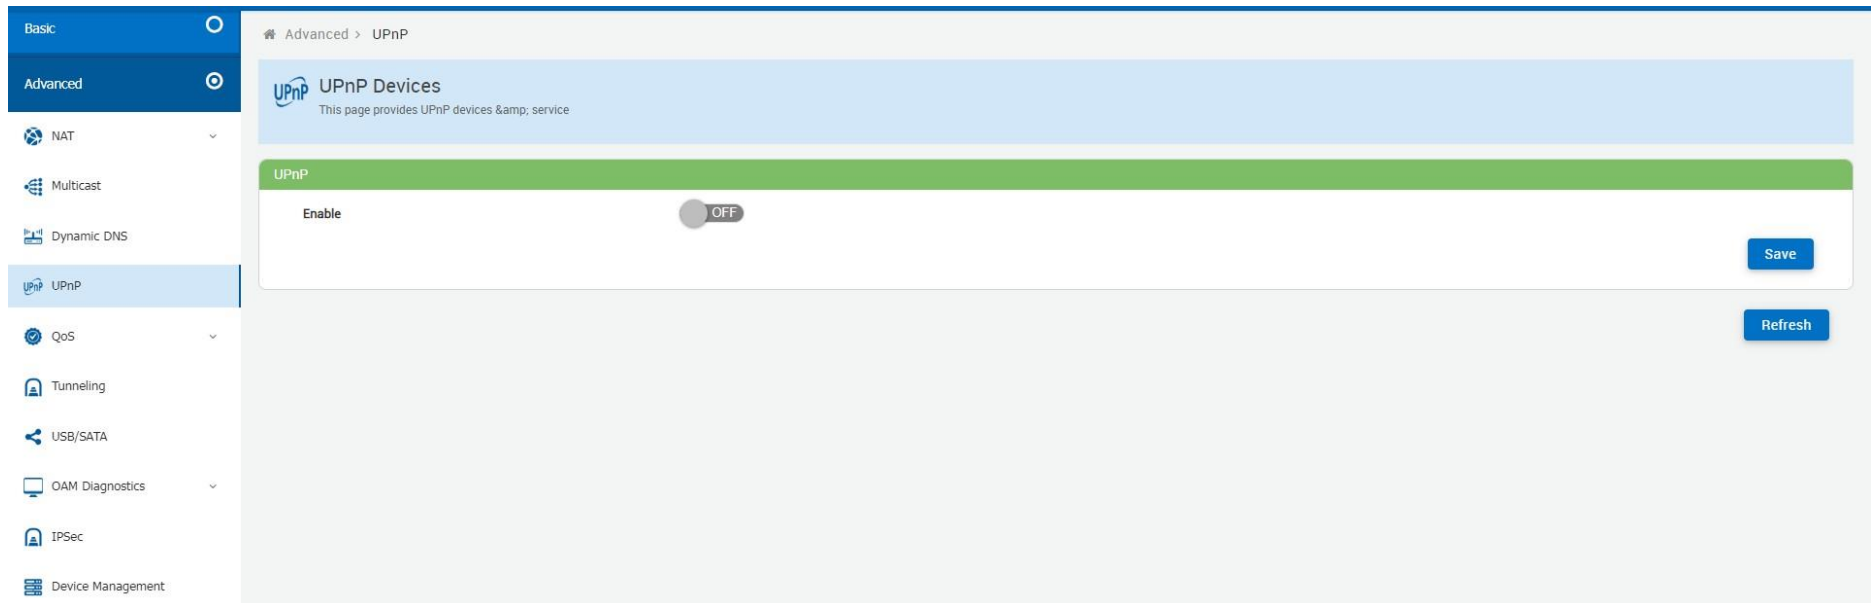 Basic
Advanced
NAT
Multicast
Dynamic DNS
UPnP UPnP
QoS
Tunneling
USB/SATA
OAM Diagnostics
IPSec
Device Management
Advanced > UPnP
UPnP UPnP Devices
This page provides UPnP devices &amp; service
UPnP
Enable OFF
Save
Refresh